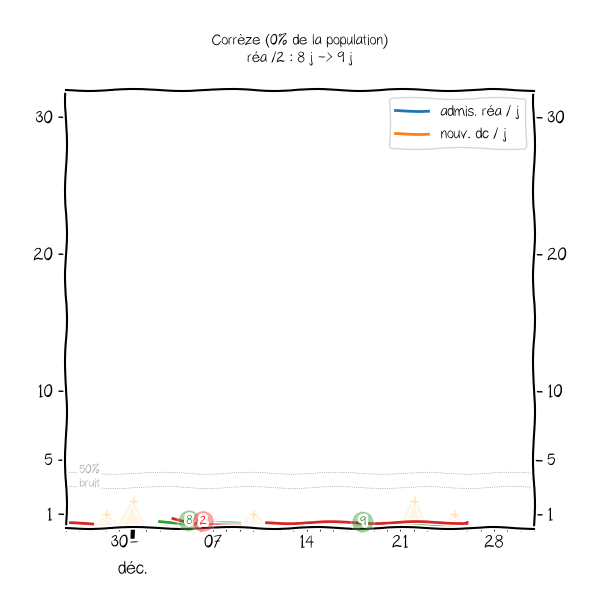 Corrèze (0% de la population)
réa /2 : 8 j -> 9 j
admis. réa / j
nouv. dc / j
30 30
20 20
10 10
5 5
50%
bruit
1 1
8 2 9
30 07 14 21 28
déc.